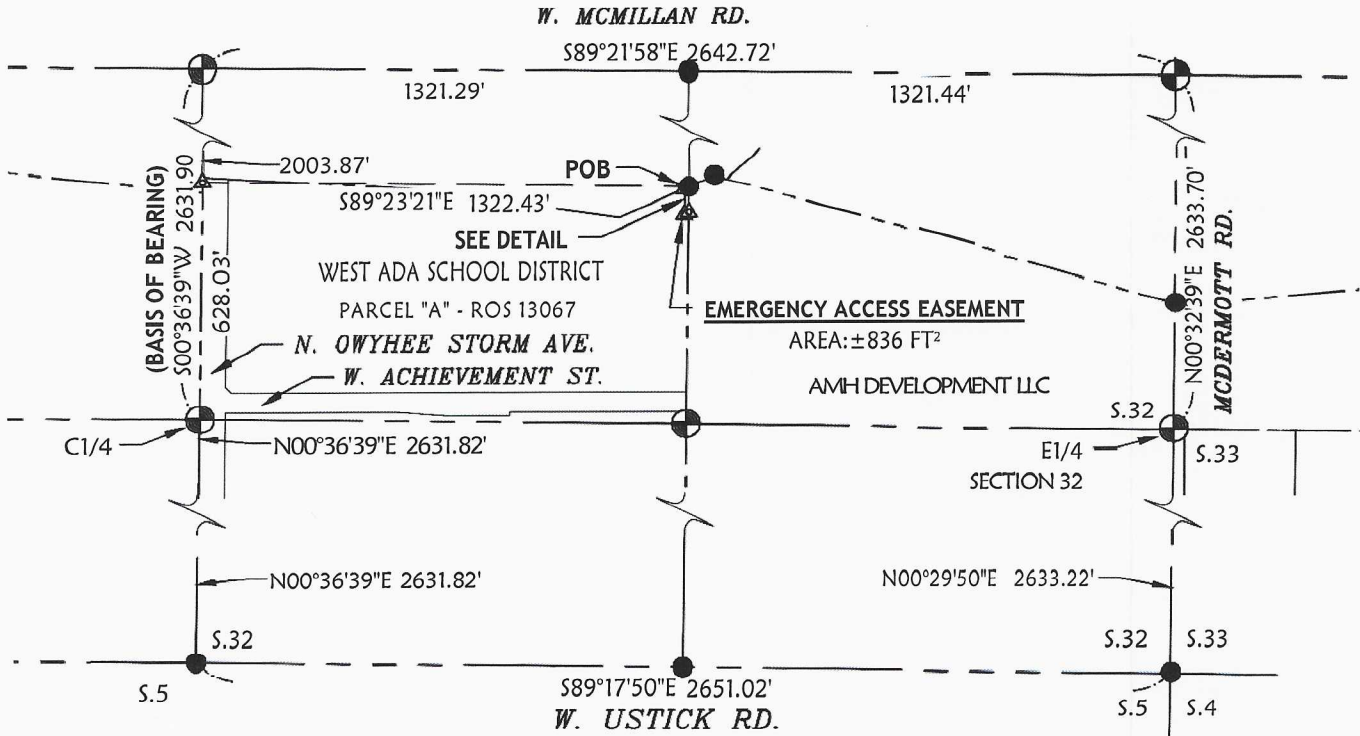 W. MCMILLAN RD.
S89°21'58"E 2642.72'
1321.29'
1321.44'
2003.87'
POB
S89°23'21"E 1322.43'
(BASIS OF BEARING)
S00°36'39"W 2631.90
628.03'
SEE DETAIL
WEST ADA SCHOOL DISTRICT
PARCEL "A" - ROS 13067
EMERGENCY ACCESS EASEMENT
AREA:±836 FT²
N. OWYHEE STORM AVE.
W. ACHIEVEMENT ST.
AMH DEVELOPMENT LLC
N00°32'39"E 2633.70'
MCDERMOTT RD.
S.32
C1/4
N00°36'39"E 2631.82'
E1/4
S.33
SECTION 32
N00°36'39"E 2631.82'
N00°29'50"E 2633.22'
S.32
S.32
S.33
S.5
S89°17'50"E 2651.02'
S.5
S.4
W. USTICK RD.